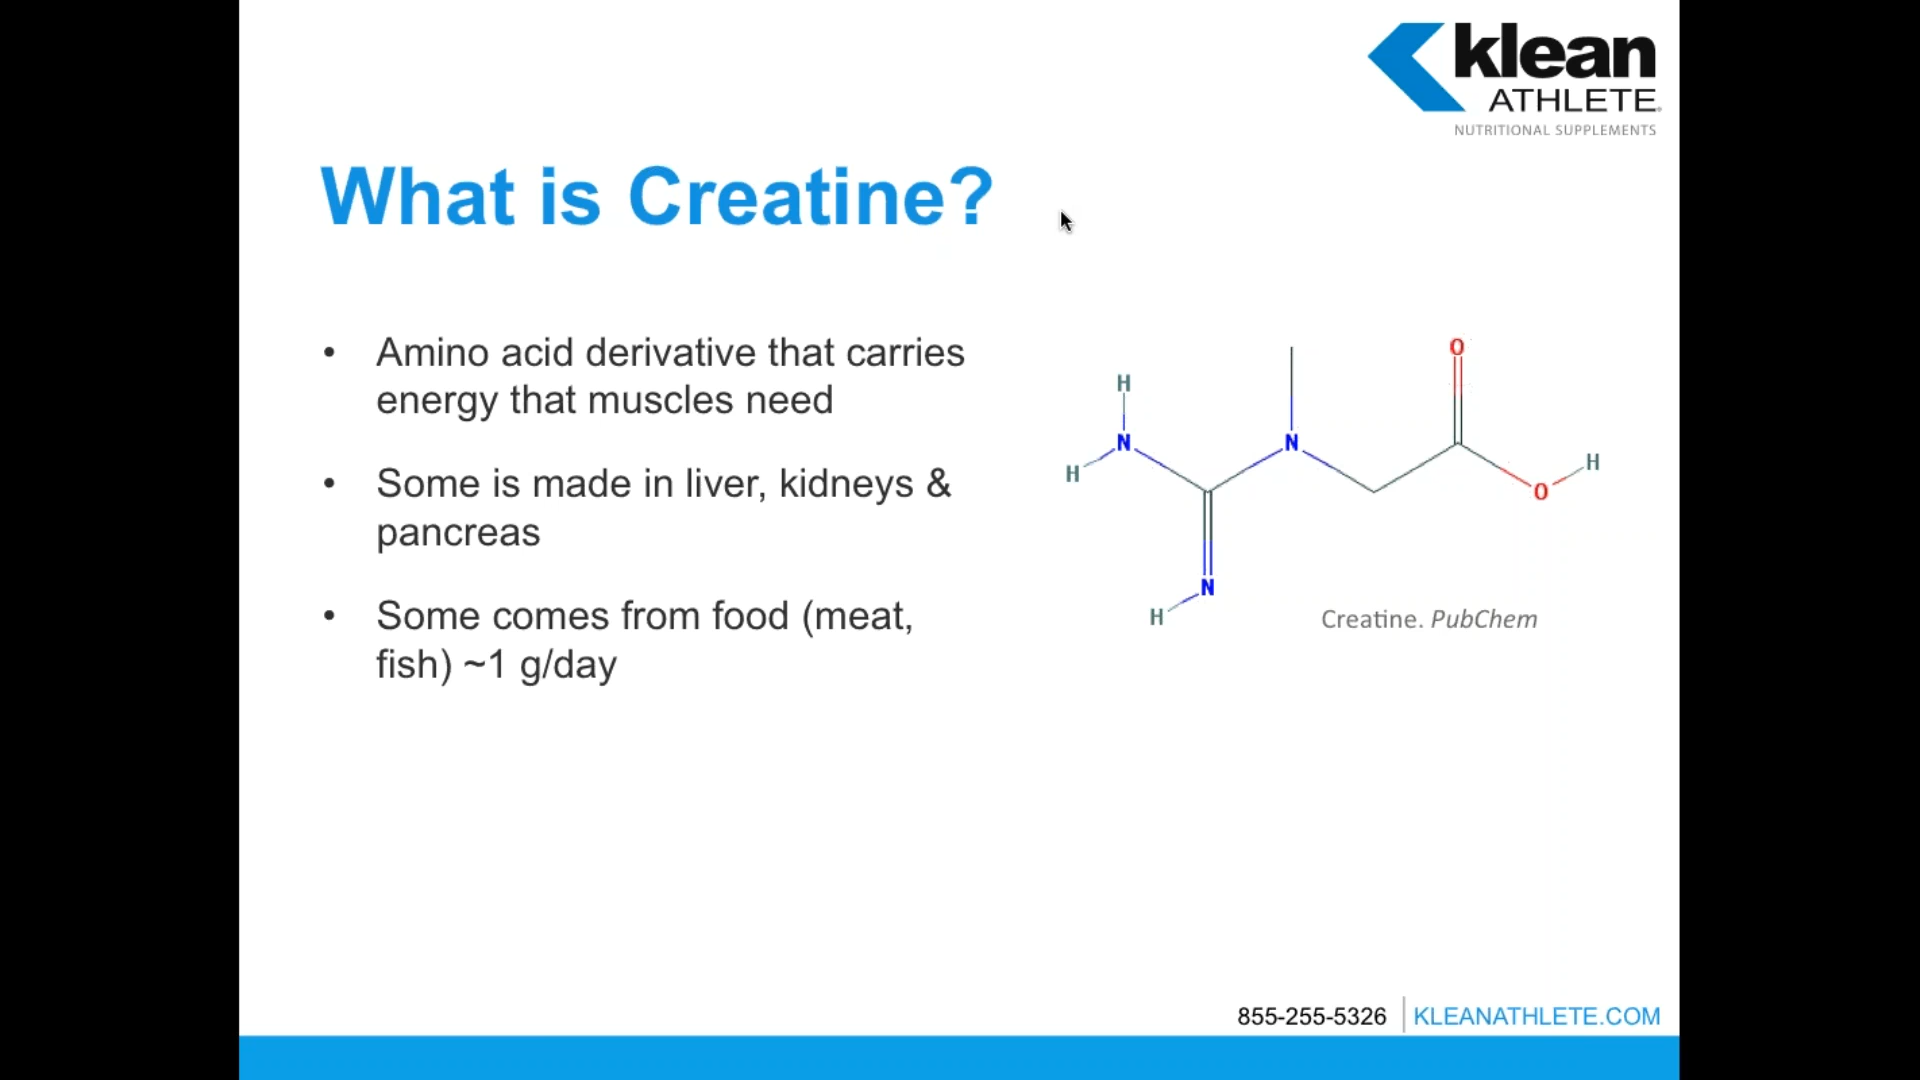 klean
ATHLETE®
NUTRITIONAL SUPPLEMENTS
What is Creatine?
• Amino acid derivative that carries
energy that muscles need
• Some is made in liver, kidneys &
pancreas
• Some comes from food (meat,
fish) ~1 g/day
O
H
N
H
N
H
O
N
H
Creatine. PubChem
855-255-5326 | KLEANATHLETE.COM